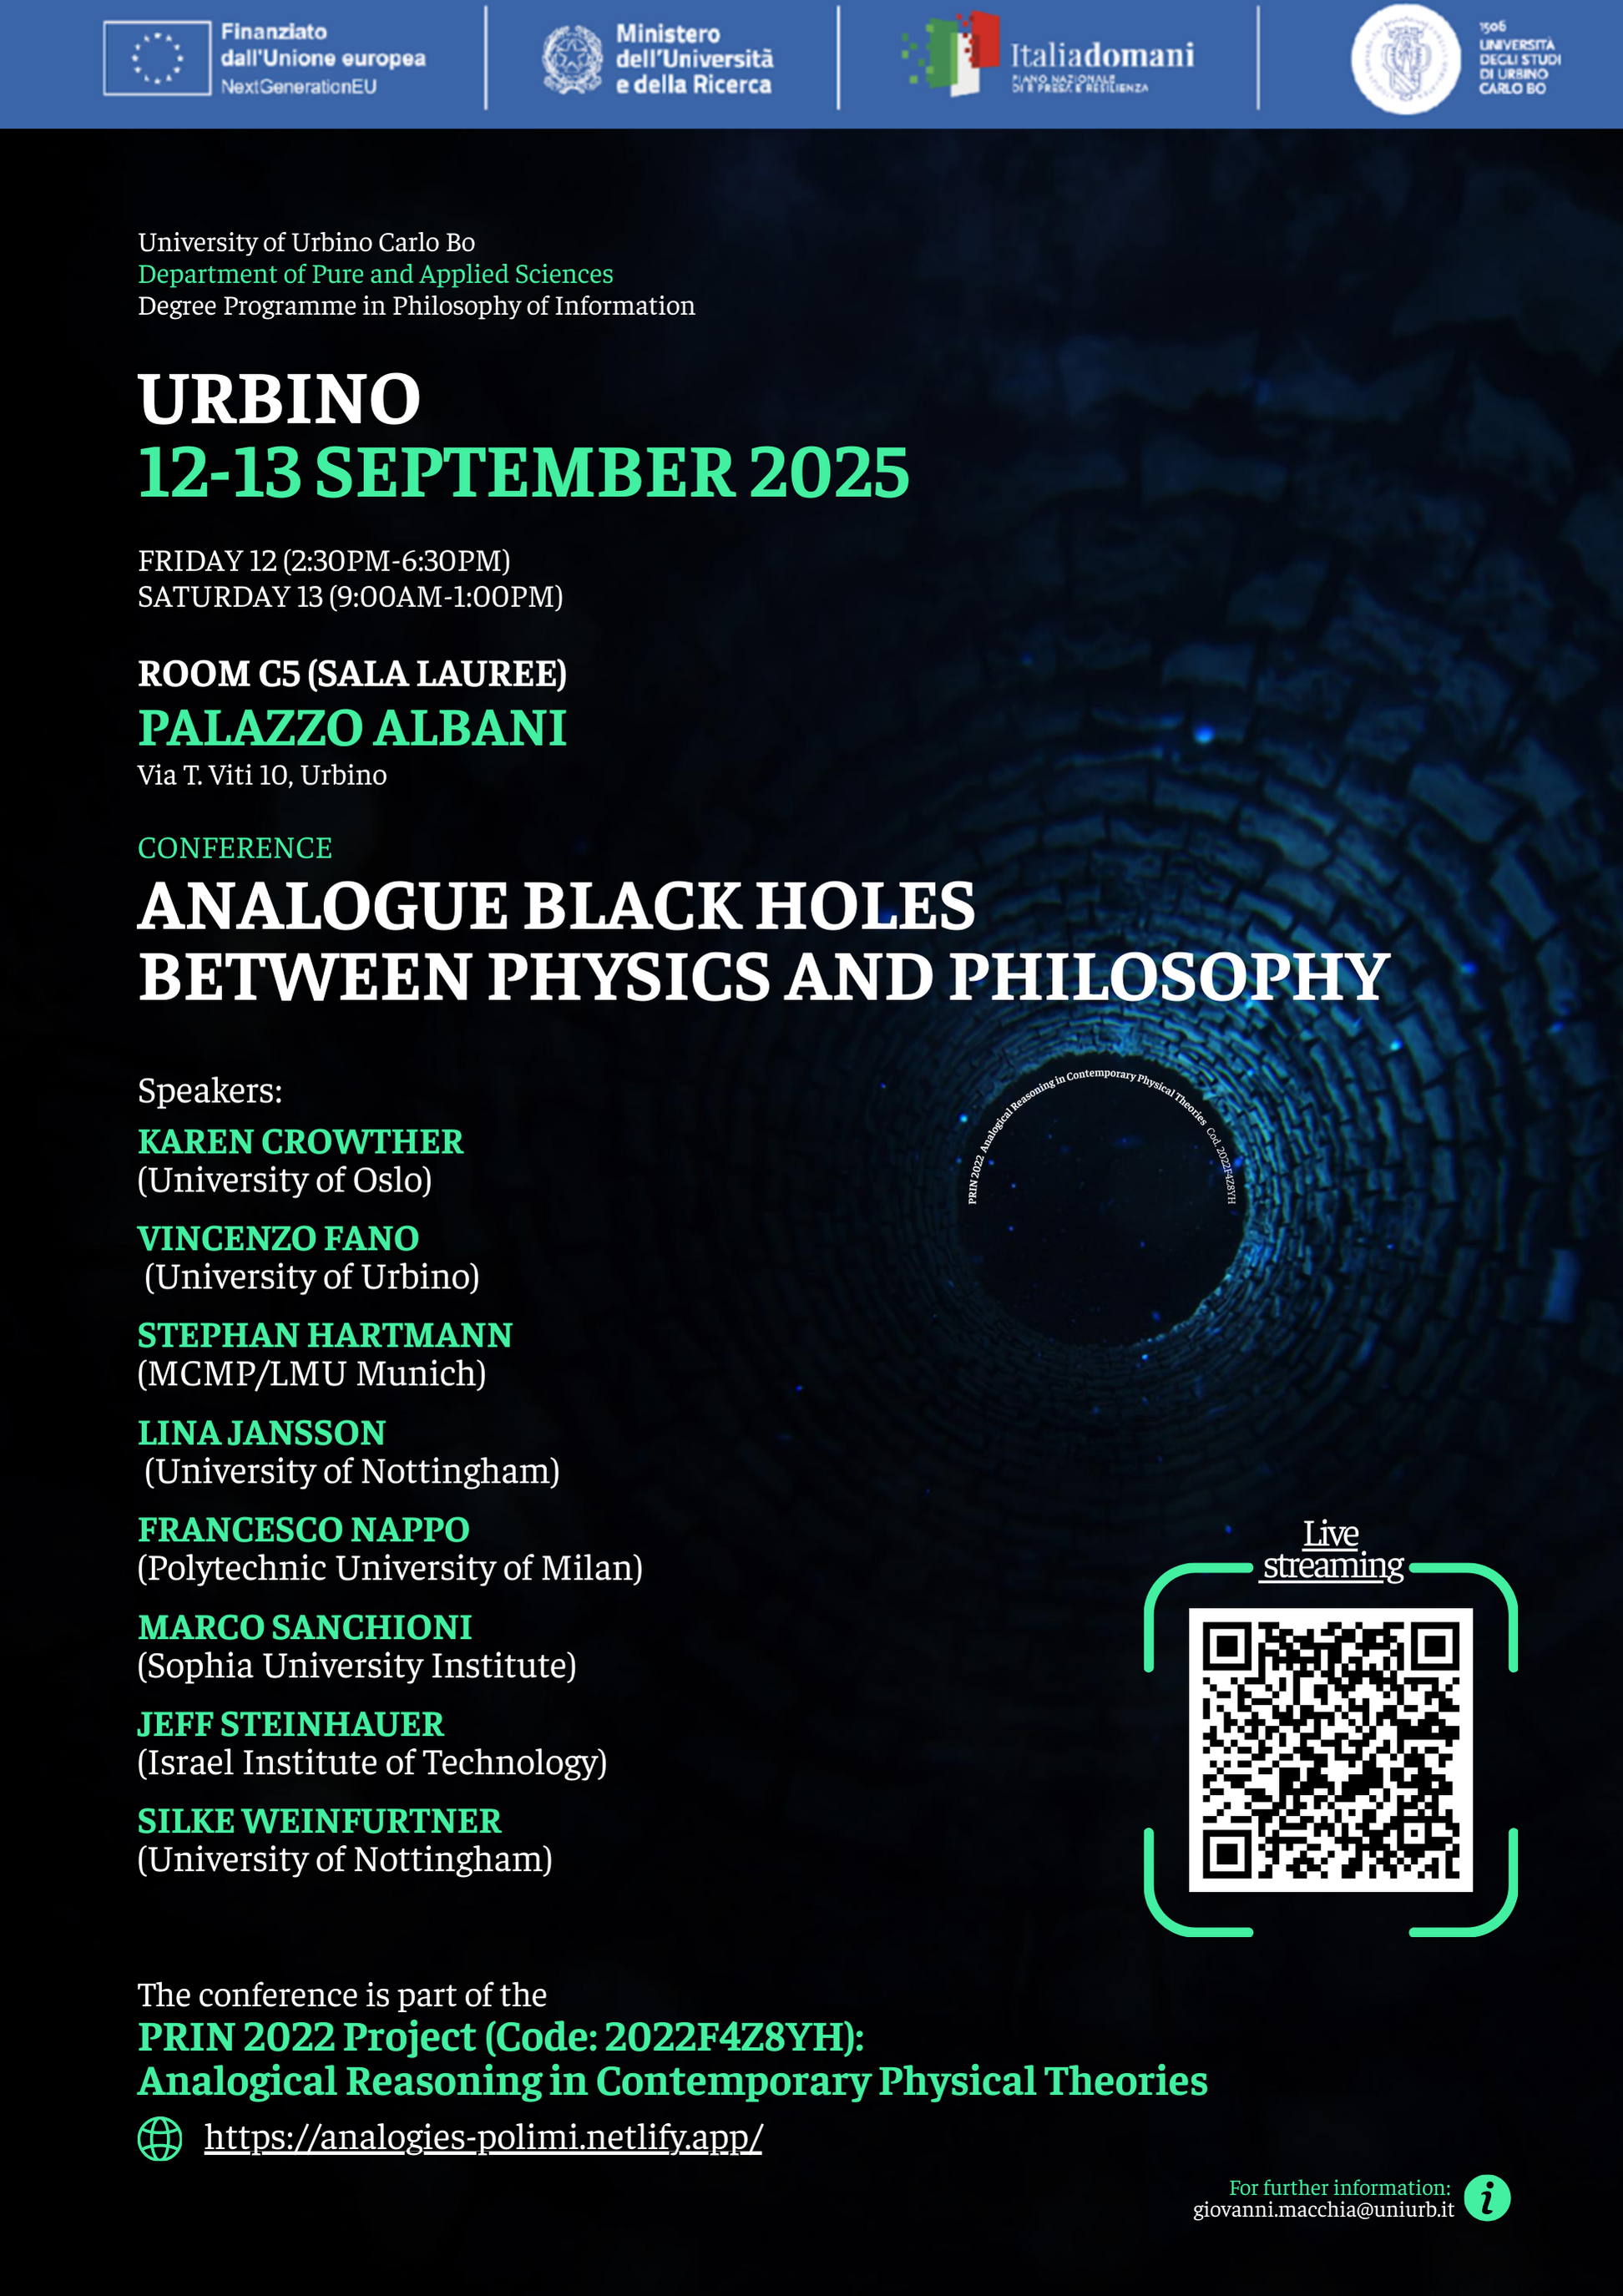 Finanziato
dall'Unione europea
NextGenerationEU
Ministero
dell'Università
e della Ricerca
Italiadomani
PIANO NAZIONALE
DI RIPRESA E RESILIENZA
1506
UNIVERSITÀ
DEGLI STUDI
DI URBINO
CARLO BO
University of Urbino Carlo Bo
Department of Pure and Applied Sciences
Degree Programme in Philosophy of Information
URBINO
12-13 SEPTEMBER 2025
FRIDAY 12 (2:30PM-6:30PM)
SATURDAY 13 (9:00AM-1:00PM)
ROOM C5 (SALA LAUREE)
PALAZZO ALBANI
Via T. Viti 10, Urbino
CONFERENCE
ANALOGUE BLACK HOLES
BETWEEN PHYSICS AND PHILOSOPHY
PRIN 2022 Analogical Reasoning in Contemporary Physical Theories Cod. 2022F4Z8YH
Speakers:
KAREN CROWTHER
(University of Oslo)
VINCENZO FANO
(University of Urbino)
STEPHAN HARTMANN
(MCMP/LMU Munich)
LINA JANSSON
(University of Nottingham)
FRANCESCO NAPPO
(Polytechnic University of Milan)
MARCO SANCHIONI
(Sophia University Institute)
JEFF STEINHAUER
(Israel Institute of Technology)
SILKE WEINFURTNER
(University of Nottingham)
Live
streaming
The conference is part of the
PRIN 2022 Project (Code: 2022F4Z8YH):
Analogical Reasoning in Contemporary Physical Theories
https://analogies-polimi.netlify.app/
For further information:
giovanni.macchia@uniurb.it